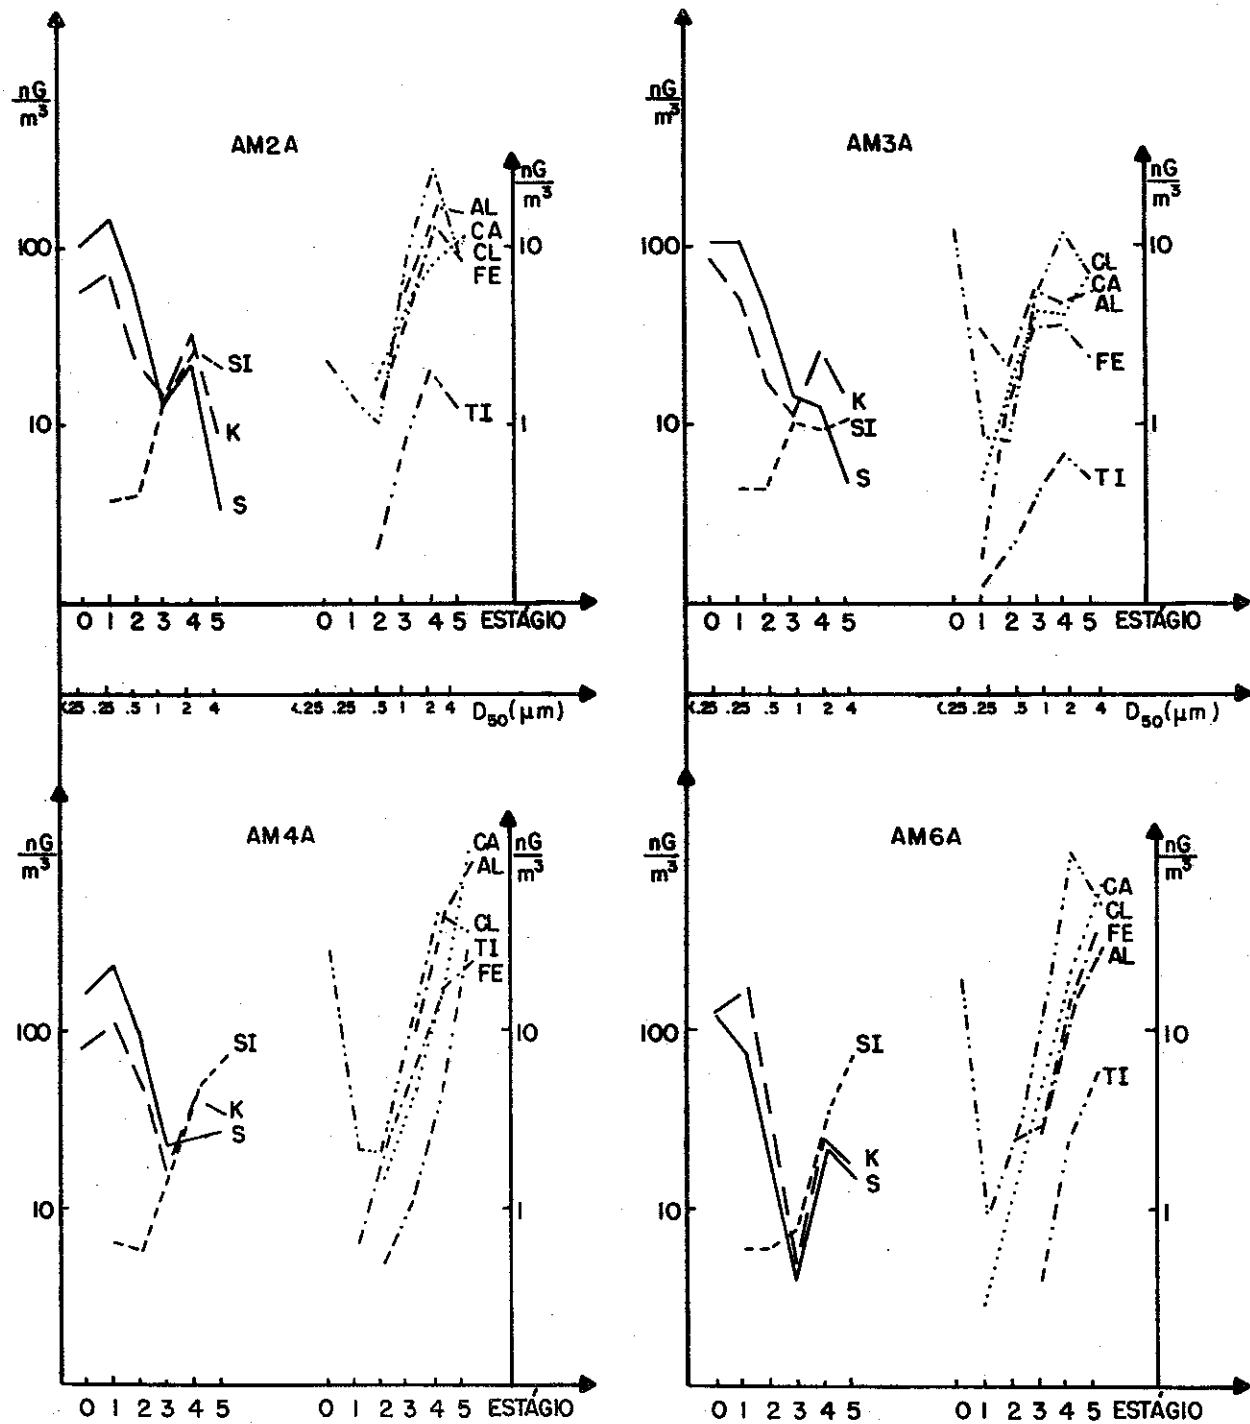 nG
m³
AM2A
nG
m³
100
10
SI
K
S
AL
CA
CL
FE
TI
10
1
0 1 2 3 4 5
0 1 2 3 4 5 ESTÁGIO
nG
m³
AM3A
nG
m³
100
10
K
SI
S
CL
CA
AL
FE
TI
10
1
0 1 2 3 4 5
0 1 2 3 4 5 ESTÁGIO
<.25 .25 .5 1 2 4
<.25 .25 .5 1 2 4 D50(μm)
<.25 .25 .5 1 2 4
<.25 .25 .5 1 2 4 D50(μm)
nG
m³
AM4A
nG
m³
100
10
SI
K
S
CA
AL
CL
TI
FE
10
1
0 1 2 3 4 5
0 1 2 3 4 5 ESTÁGIO
nG
m³
AM6A
nG
m³
100
10
SI
K
S
CA
CL
FE
AL
TI
10
1
0 1 2 3 4 5
0 1 2 3 4 5 ESTÁGIO